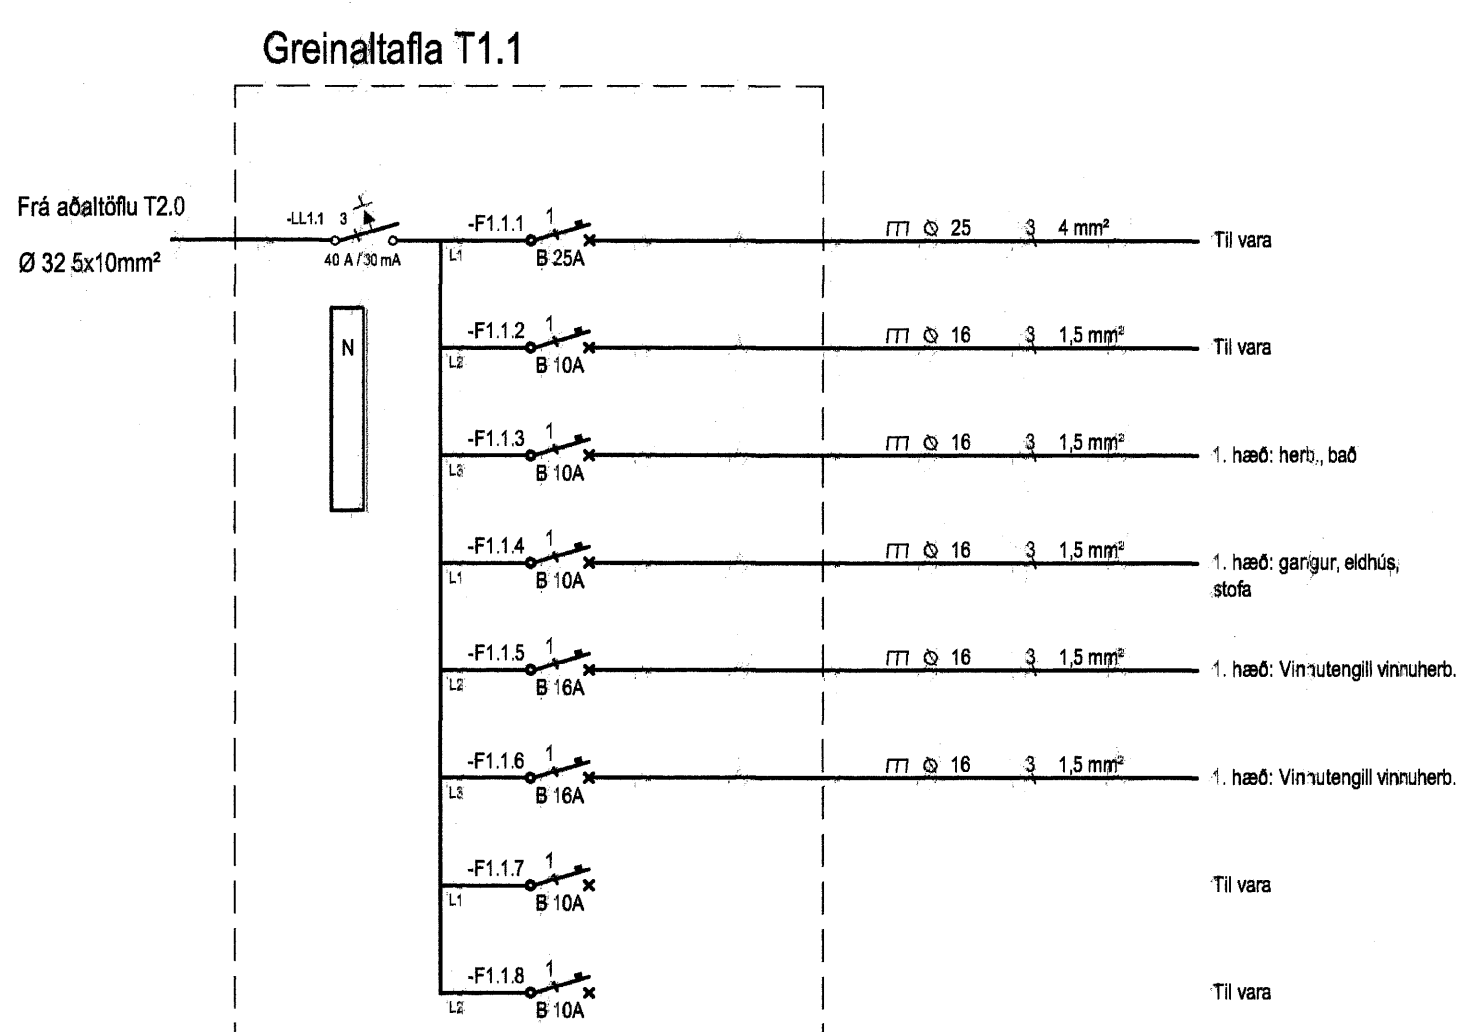 Greinaltafla T1.1
Frá aðaltöflu T2.0
Ø 32 5x10mm²
-LL1.1 3
40 A / 30 mA
N
-F1.1.1 1
L1 B 25A
Ø 25 3 4 mm²
Til vara
-F1.1.2 1
L2 B 10A
Ø 16 3 1,5 mm²
Til vara
-F1.1.3 1
L3 B 10A
Ø 16 3 1,5 mm²
1. hæð: herb., bað
-F1.1.4 1
L1 B 10A
Ø 16 3 1,5 mm²
1. hæð: gangur, eldhús,
stofa
-F1.1.5 1
L2 B 16A
Ø 16 3 1,5 mm²
1. hæð: Vinnutengill vinnuherb.
-F1.1.6 1
L3 B 16A
Ø 16 3 1,5 mm²
1. hæð: Vinnutengill vinnuherb.
-F1.1.7 1
L1 B 10A
Til vara
-F1.1.8 1
L2 B 10A
Til vara